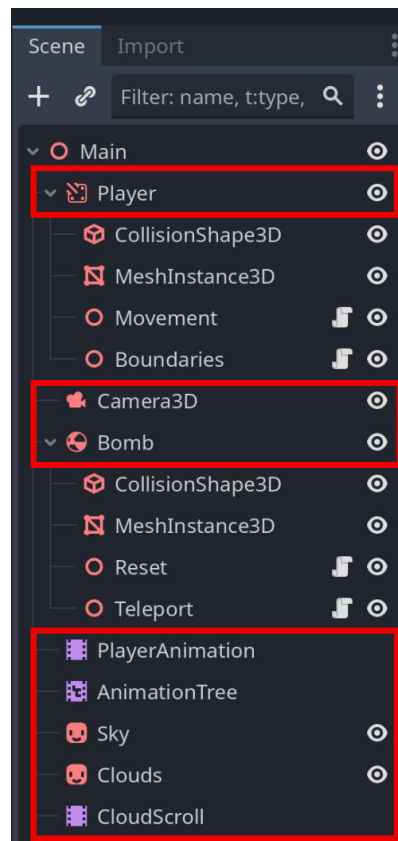 Scene Import
Filter: name, t:type,
Main
Player
CollisionShape3D
MeshInstance3D
Movement
Boundaries
Camera3D
Bomb
CollisionShape3D
MeshInstance3D
Reset
Teleport
PlayerAnimation
AnimationTree
Sky
Clouds
CloudScroll